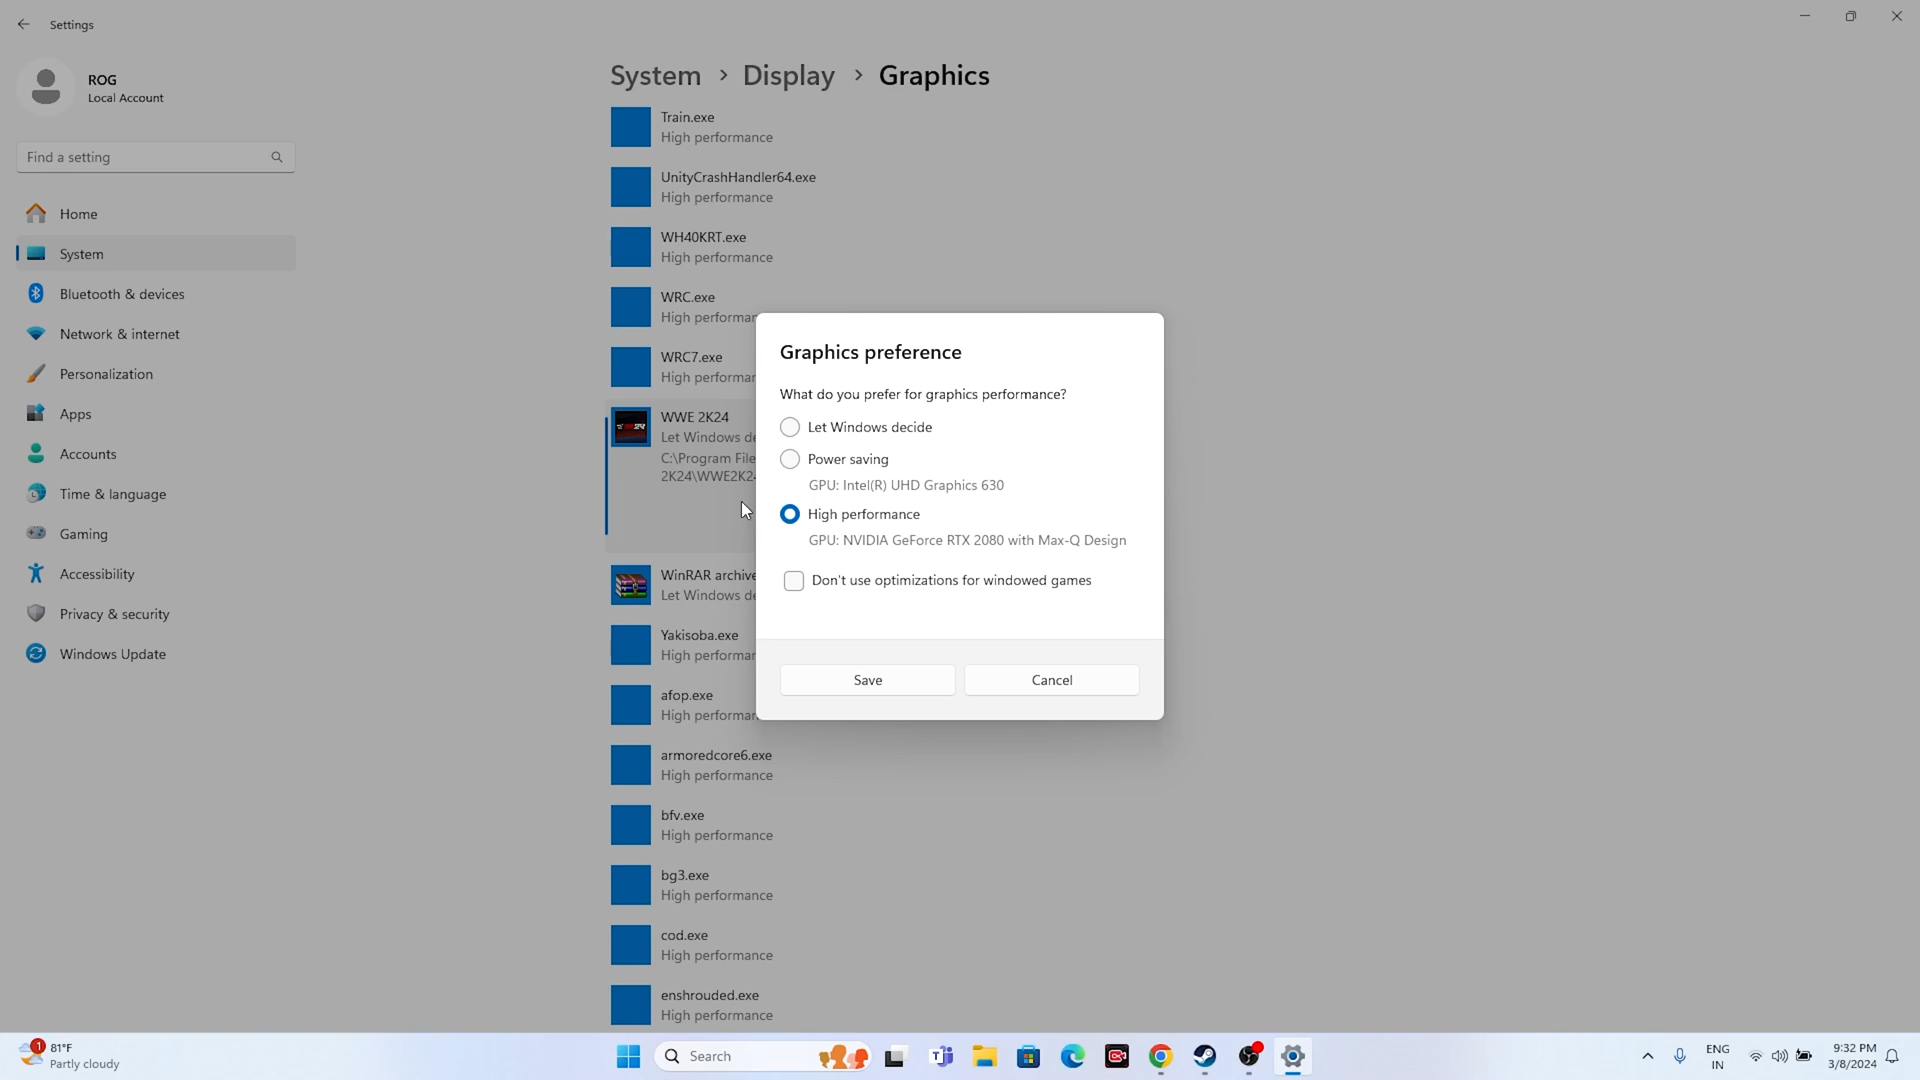 Settings
ROG
Local Account
Find a setting
Home
System
Bluetooth & devices
Network & internet
Personalization
Apps
Accounts
Time & language
Gaming
Accessibility
Privacy & security
Windows Update
System > Display > Graphics
Train.exe
High performance
UnityCrashHandler64.exe
High performance
WH40KRT.exe
High performance
WRC.exe
High performa
WRC7.exe
High performa
WWE 2K24
Let Windows de
C:\Program File
2K24\WWE2K24
WinRAR archive
Let Windows de
Yakisoba.exe
High performa
afop.exe
High performan
armoredcore6.exe
High performance
bfv.exe
High performance
bg3.exe
High performance
cod.exe
High performance
enshrouded.exe
High performance
Graphics preference
What do you prefer for graphics performance?
Let Windows decide
Power saving
GPU: Intel(R) UHD Graphics 630
High performance
GPU: NVIDIA GeForce RTX 2080 with Max-Q Design
Don't use optimizations for windowed games
Save
Cancel
1
81°F
Partly cloudy
Search
ENG
IN
9:32 PM
3/8/2024